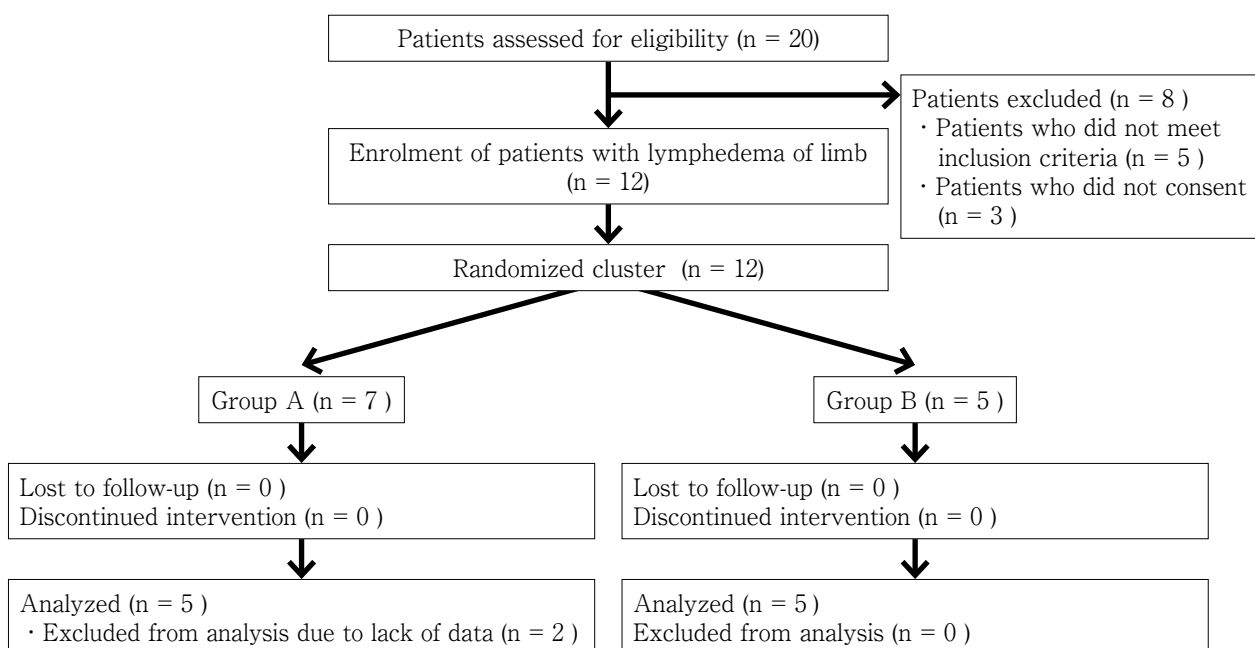 Patients assessed for eligibility (n = 20)
Patients excluded (n = 8 )
・Patients who did not meet
inclusion criteria (n = 5 )
・Patients who did not consent
(n = 3 )
Enrolment of patients with lymphedema of limb
(n = 12)
Randomized cluster (n = 12)
Group A (n = 7 )
Group B (n = 5 )
Lost to follow-up (n = 0 )
Discontinued intervention (n = 0 )
Lost to follow-up (n = 0 )
Discontinued intervention (n = 0 )
Analyzed (n = 5 )
・Excluded from analysis due to lack of data (n = 2 )
Analyzed (n = 5 )
Excluded from analysis (n = 0 )